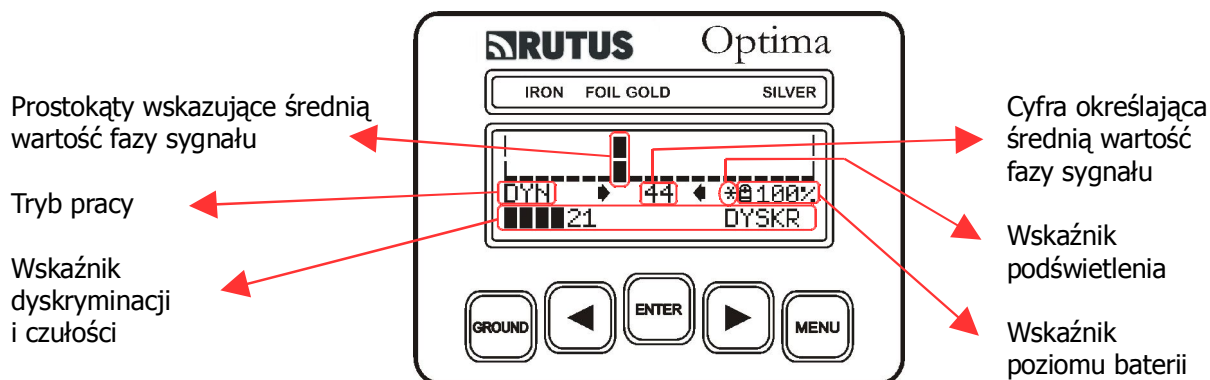 RUTUS Optima
IRON FOIL GOLD SILVER
Prostokąty wskazujące średnią
wartość fazy sygnału
Tryb pracy
Wskaźnik
dyskryminacji
i czułości
DYN 44 *100%
21 DYSKR
GROUND ENTER MENU
Cyfra określająca
średnią wartość
fazy sygnału
Wskaźnik
podświetlenia
Wskaźnik
poziomu baterii